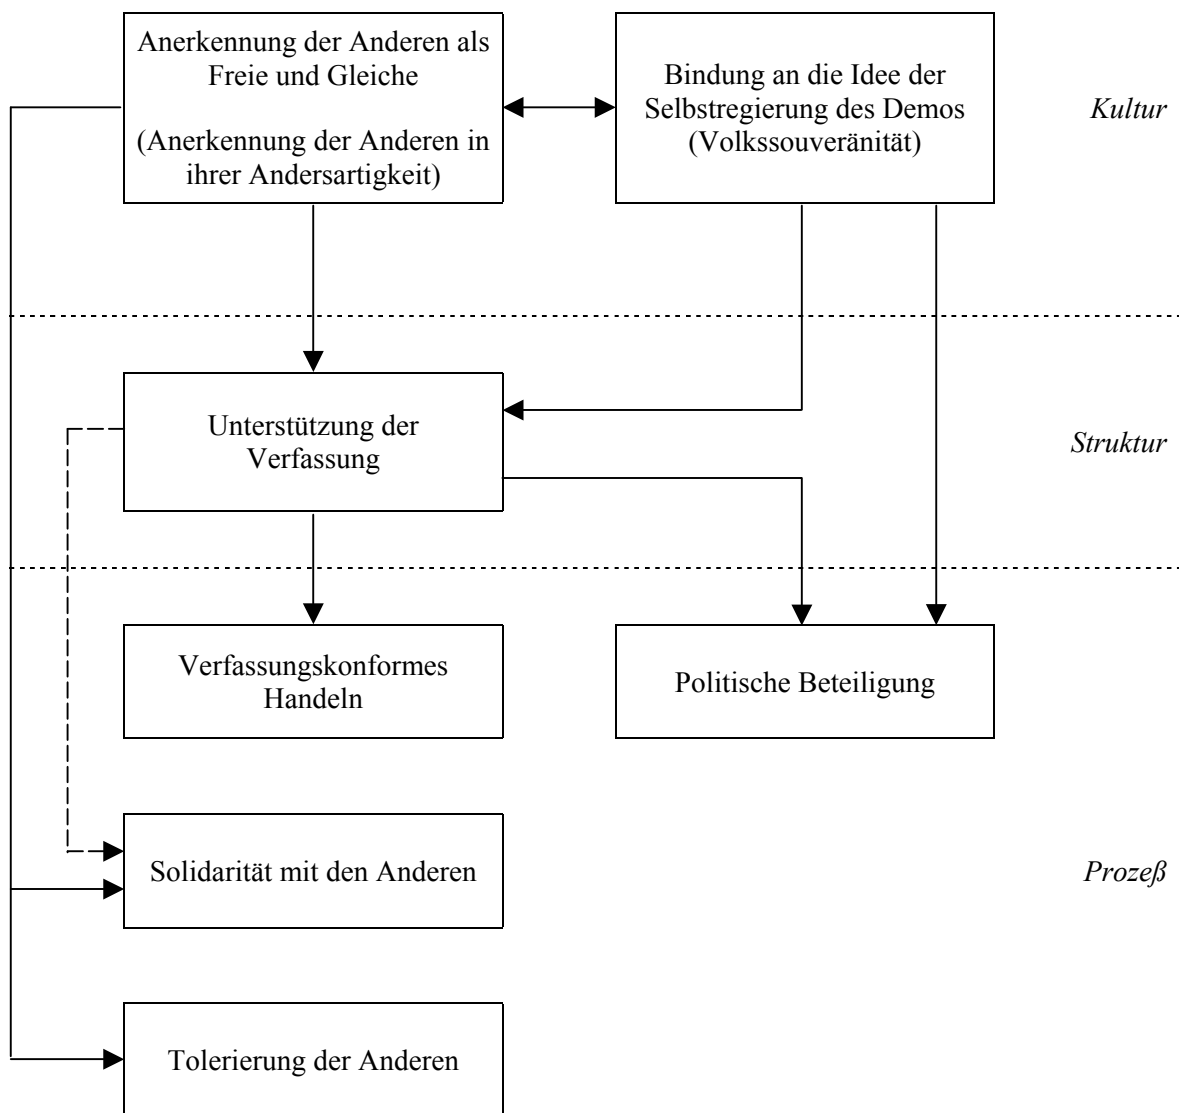 Anerkennung der Anderen als
Freie und Gleiche
(Anerkennung der Anderen in
ihrer Andersartigkeit)
Bindung an die Idee der
Selbstregierung des Demos
(Volkssouveränität)
Kultur
Unterstützung der
Verfassung
Struktur
Verfassungskonformes
Handeln
Politische Beteiligung
Solidarität mit den Anderen
Prozeß
Tolerierung der Anderen